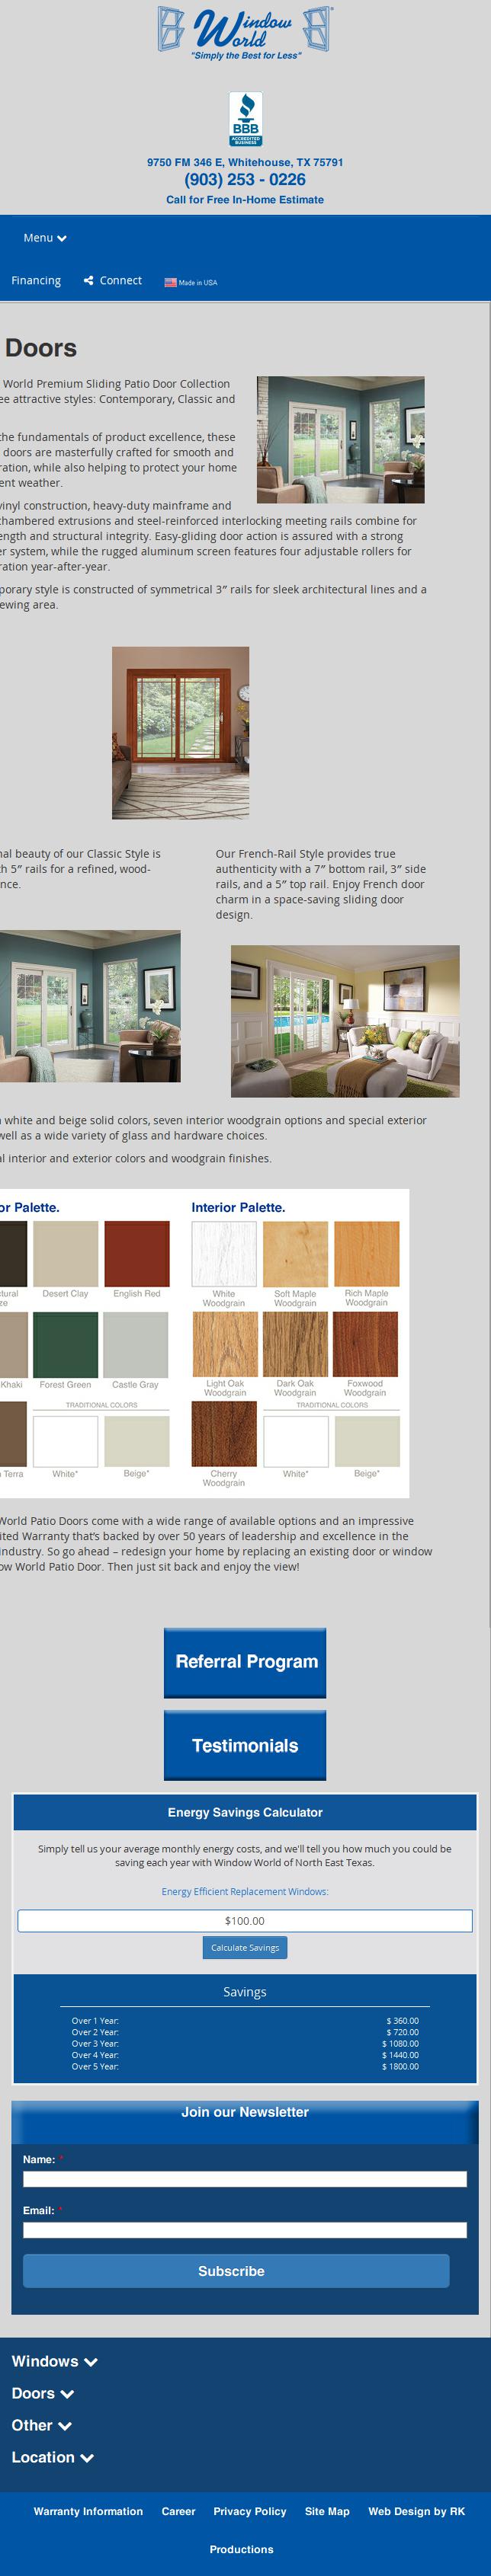 Window
World®
"Simply the Best for Less"
BBB
ACCREDITED
BUSINESS
9750 FM 346 E, Whitehouse, TX 75791
(903) 253 - 0226
Call for Free In-Home Estimate
Menu
Financing Connect Made in USA
Doors
World Premium Sliding Patio Door Collection
ee attractive styles: Contemporary, Classic and
the fundamentals of product excellence, these
doors are masterfully crafted for smooth and
ration, while also helping to protect your home
ent weather.
vinyl construction, heavy-duty mainframe and
chambered extrusions and steel-reinforced interlocking meeting rails combine for
ength and structural integrity. Easy-gliding door action is assured with a strong
er system, while the rugged aluminum screen features four adjustable rollers for
ration year-after-year.
porary style is constructed of symmetrical 3″ rails for sleek architectural lines and a
ewing area.
nal beauty of our Classic Style is
h 5″ rails for a refined, wood-
nce.
Our French-Rail Style provides true
authenticity with a 7″ bottom rail, 3″ side
rails, and a 5″ top rail. Enjoy French door
charm in a space-saving sliding door
design.
white and beige solid colors, seven interior woodgrain options and special exterior
well as a wide variety of glass and hardware choices.
l interior and exterior colors and woodgrain finishes.
or Palette. Interior Palette.
ctural
ze
Desert Clay English Red
White
Woodgrain
Soft Maple
Woodgrain
Rich Maple
Woodgrain
Khaki Forest Green Castle Gray
Light Oak
Woodgrain
Dark Oak
Woodgrain
Foxwood
Woodgrain
TRADITIONAL COLORS TRADITIONAL COLORS
Terra White* Beige*
Cherry
Woodgrain
White* Beige*
World Patio Doors come with a wide range of available options and an impressive
ited Warranty that's backed by over 50 years of leadership and excellence in the
industry. So go ahead – redesign your home by replacing an existing door or window
ow World Patio Door. Then just sit back and enjoy the view!
Referral Program
Testimonials
Energy Savings Calculator
Simply tell us your average monthly energy costs, and we'll tell you how much you could be
saving each year with Window World of North East Texas.
Energy Efficient Replacement Windows:
$100.00
Calculate Savings
Savings
Over 1 Year: $ 360.00
Over 2 Year: $ 720.00
Over 3 Year: $ 1080.00
Over 4 Year: $ 1440.00
Over 5 Year: $ 1800.00
Join our Newsletter
Name: *
Email: *
Subscribe
Windows
Doors
Other
Location
Warranty Information Career Privacy Policy Site Map Web Design by RK
Productions